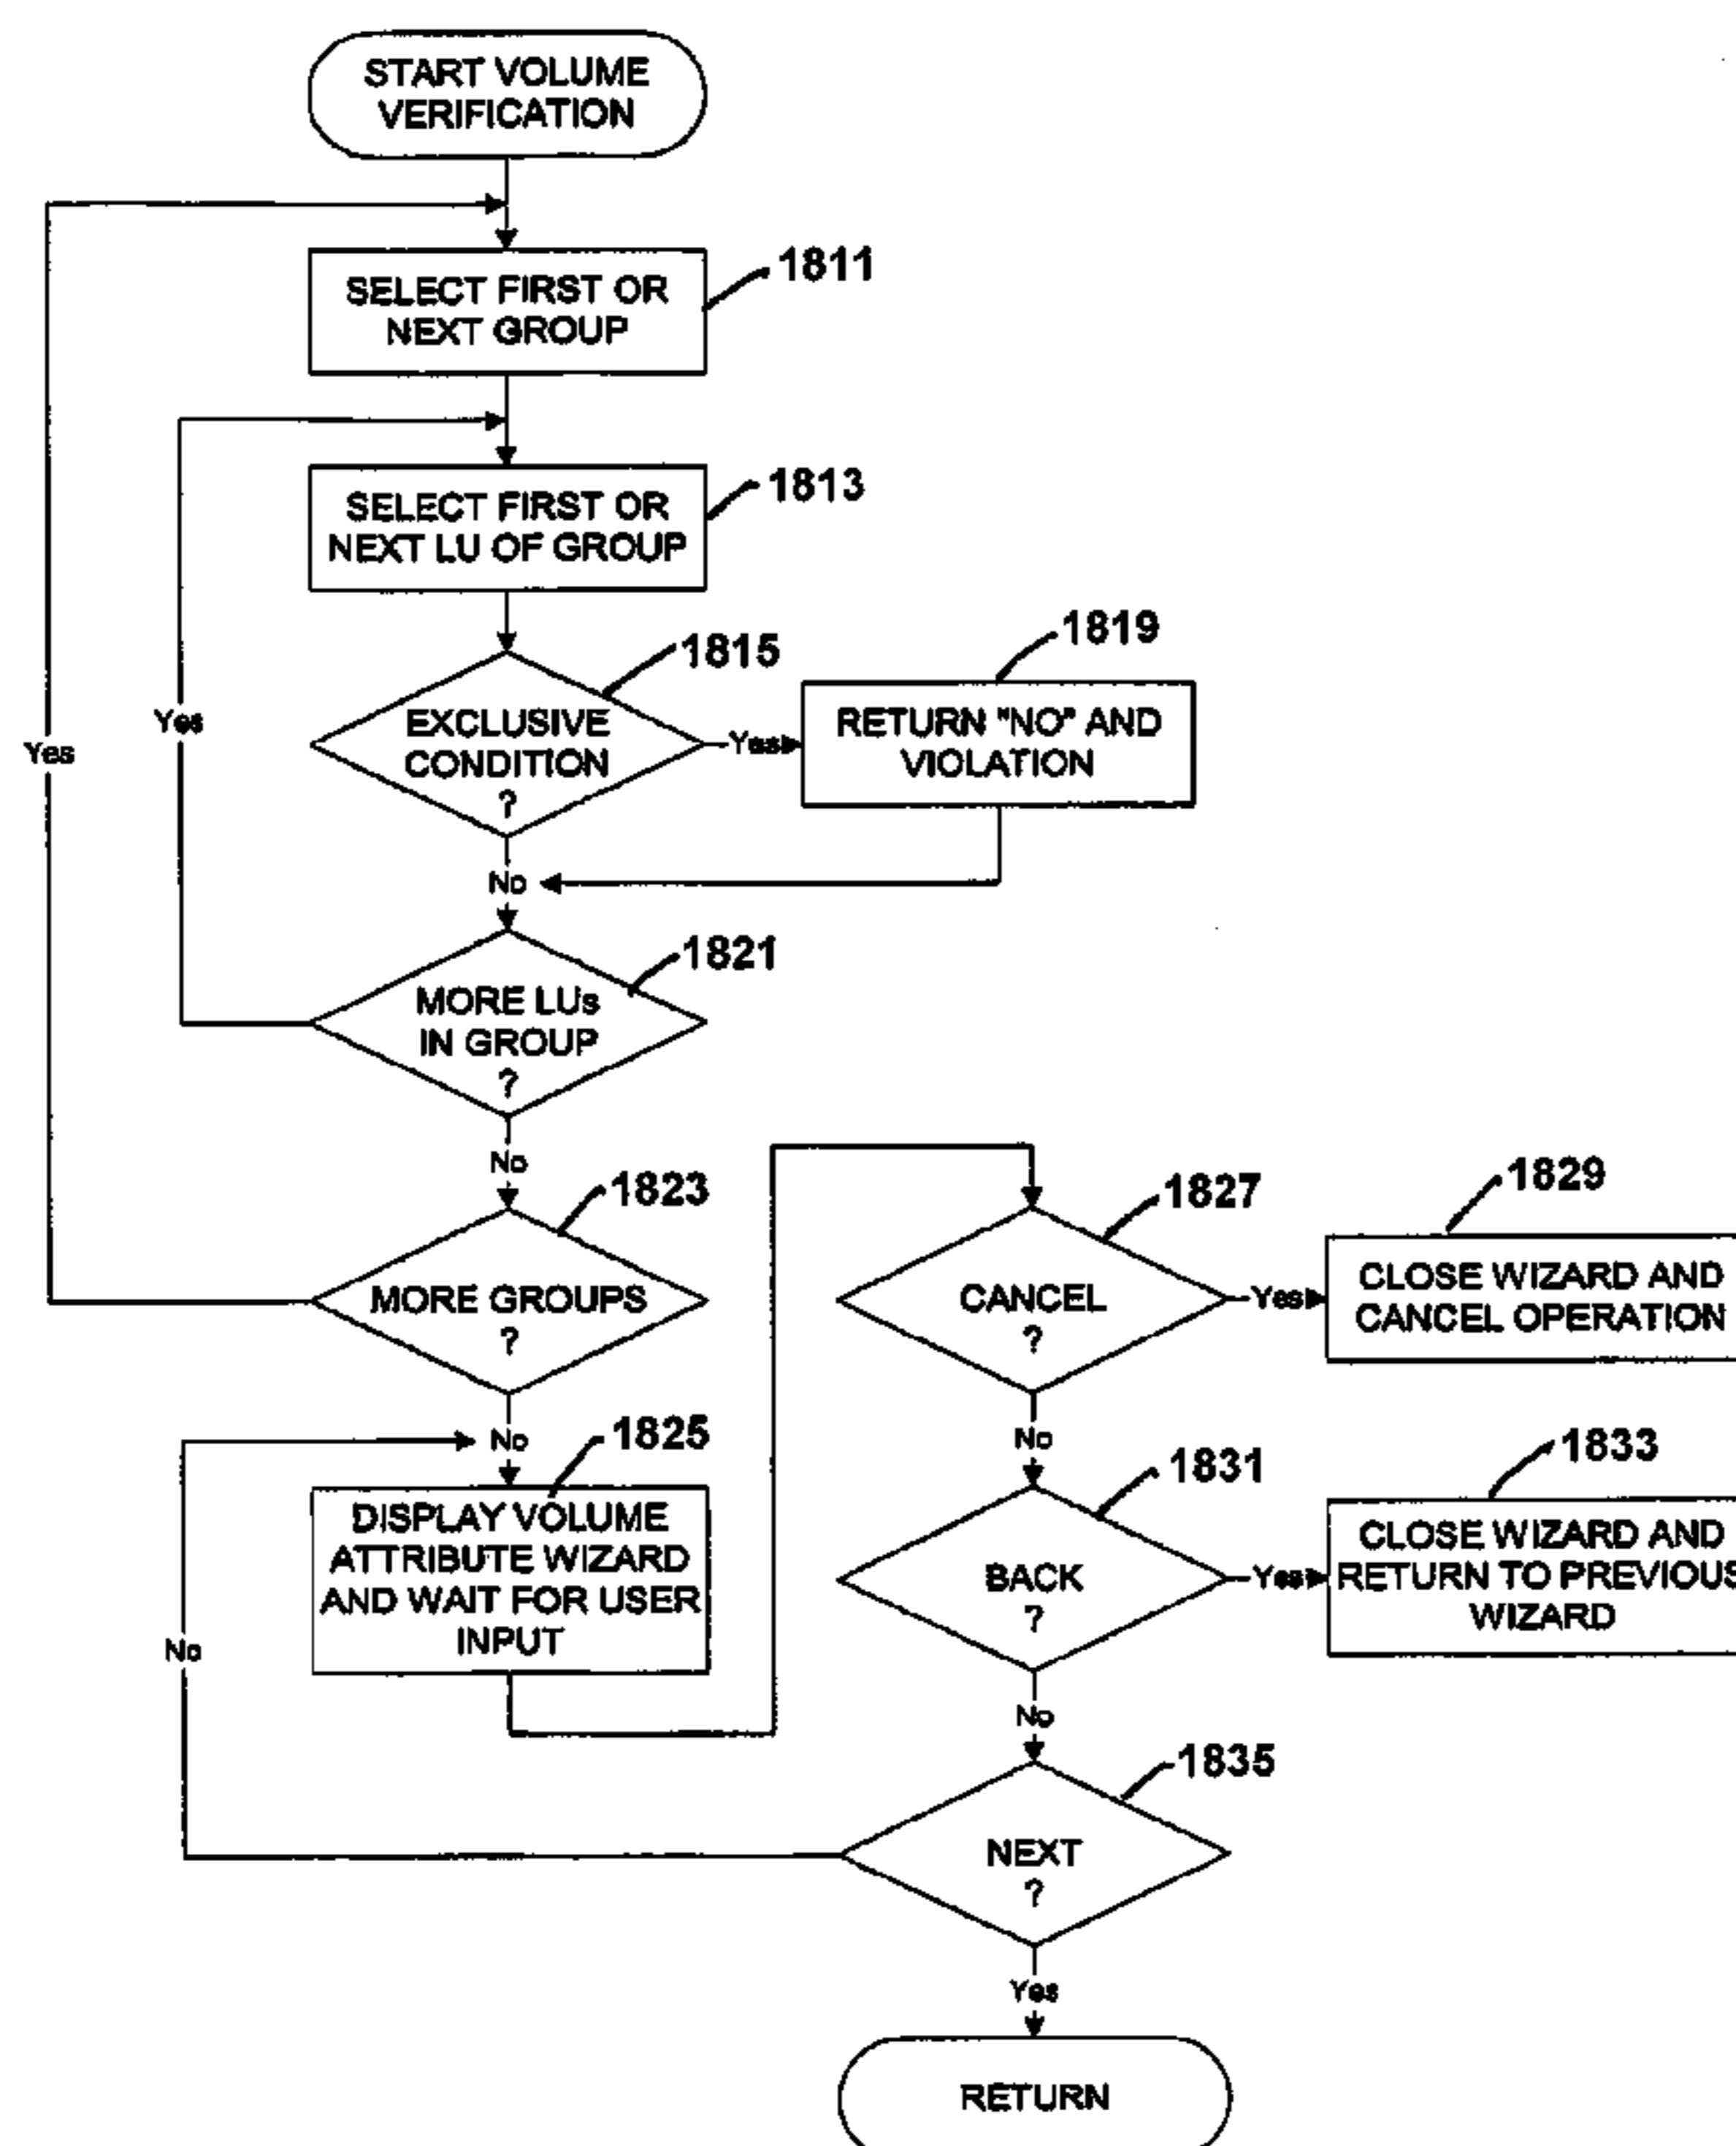 START VOLUME
VERIFICATION
1811
SELECT FIRST OR
NEXT GROUP
1813
SELECT FIRST OR
NEXT LU OF GROUP
1815
EXCLUSIVE
CONDITION
?
Yes
1819
RETURN "NO" AND
VIOLATION
No
Yes
Yes
1821
MORE LUs
IN GROUP
?
No
1823
MORE GROUPS
?
No
1825
DISPLAY VOLUME
ATTRIBUTE WIZARD
AND WAIT FOR USER
INPUT
No
1827
CANCEL
?
Yes
1829
CLOSE WIZARD AND
CANCEL OPERATION
No
1831
BACK
?
Yes
1833
CLOSE WIZARD AND
RETURN TO PREVIOUS
WIZARD
No
1835
NEXT
?
Yes
RETURN